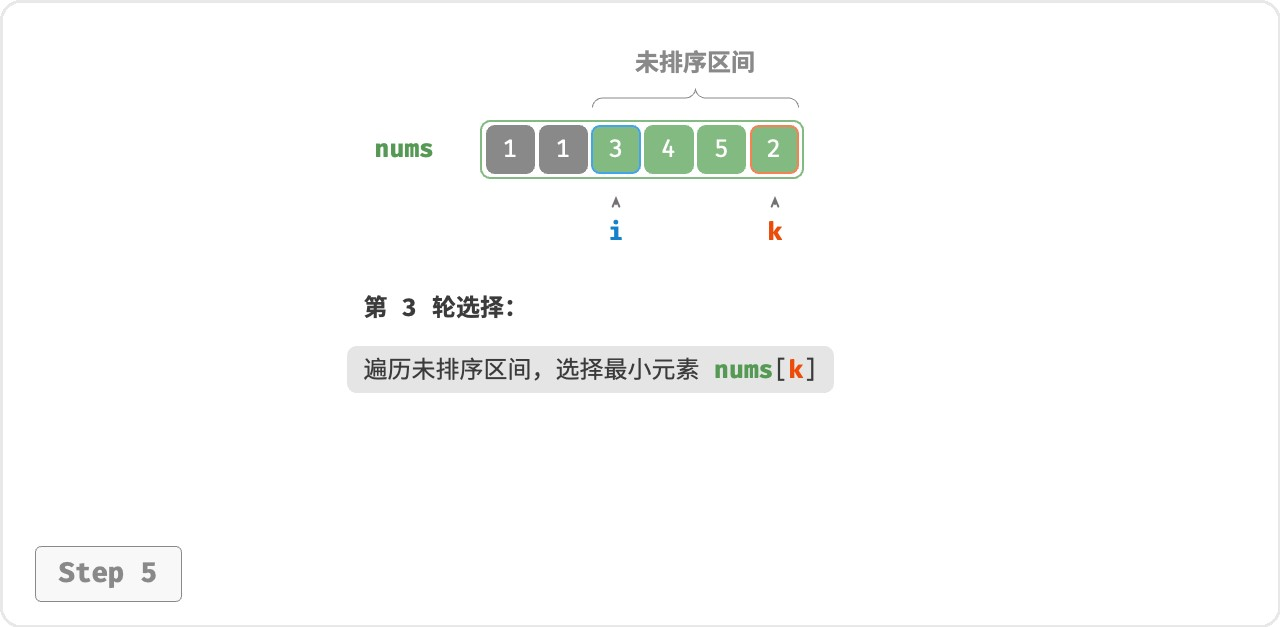 未排序区间
nums 1 1 3 4 5 2
i k
第 3 轮选择：
遍历未排序区间，选择最小元素 nums[k]
Step 5